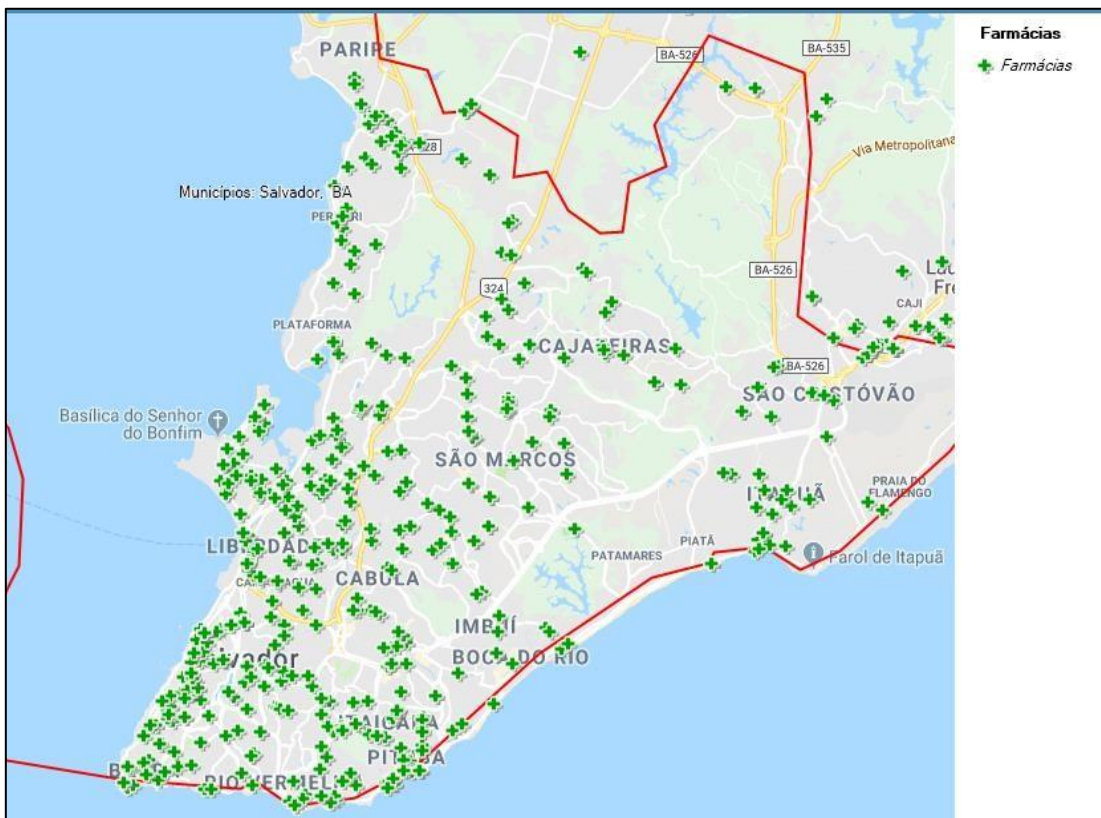 Farmácias
Farmácias
PARIPE
BA-526
BA-535
Via Metropolitana
Municípios: Salvador, BA
324
BA-526
CAJI
PLATAFORMA
BA-526
SÃO MARCOS
Basílica do Senhor
do Bonfim
PRAIA DO
FLAMENGO
PATAMARES
PIATÃ
Farol de Itapuã
CABULA
BOCA DO RIO